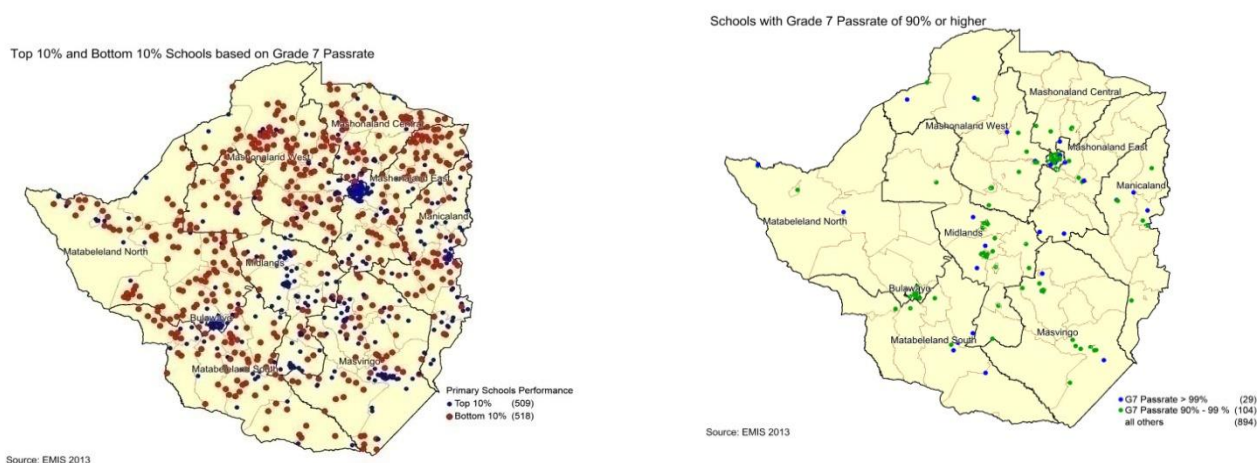 Top 10% and Bottom 10% Schools based on Grade 7 Passrate
Mashonaland Central
Mashonaland West
Mashonaland East
Manicaland
Matabeleland North
Midlands
Bulawayo
Masvingo
Matabeleland South
Primary Schools Performance
Top 10% (509)
Bottom 10% (518)
Source: EMIS 2013
Schools with Grade 7 Passrate of 90% or higher
Mashonaland Central
Mashonaland West
Mashonaland East
Manicaland
Matabeleland North
Midlands
Bulawayo
Masvingo
Matabeleland South
G7 Passrate > 99% (29)
G7 Passrate 90% - 99 % (104)
all others (894)
Source: EMIS 2013